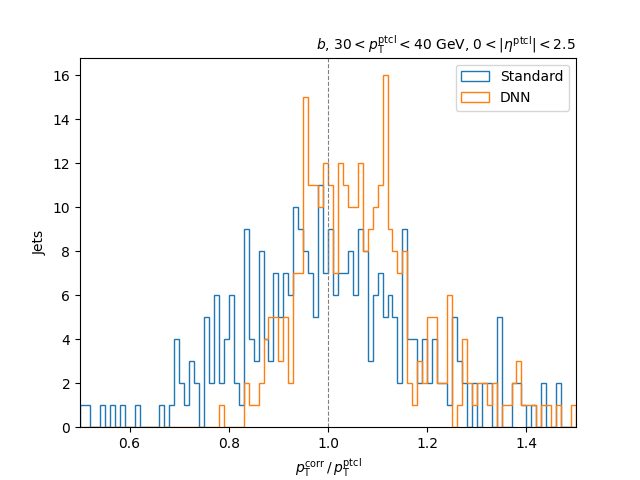 b, 30 < p_T^ptcl < 40 GeV, 0 < |η^ptcl| < 2.5
Standard
DNN
16
14
12
10
8
6
4
2
0
Jets
0.6 0.8 1.0 1.2 1.4
p_T^corr / p_T^ptcl